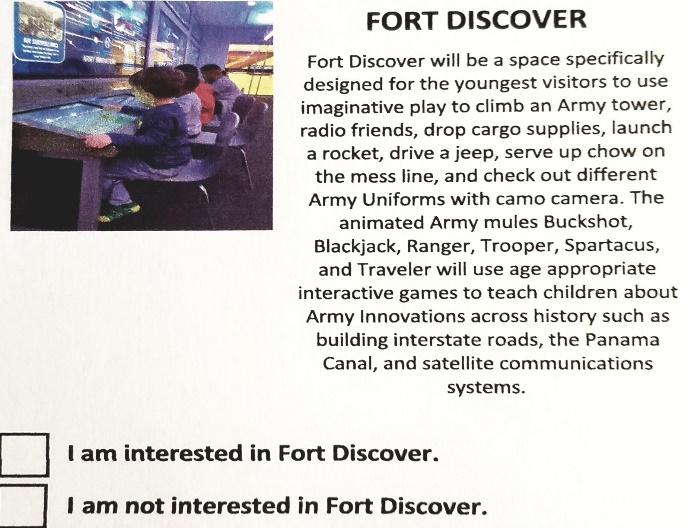 AIR SURVEILLANCE
FORT DISCOVER
Fort Discover will be a space specifically
designed for the youngest visitors to use
imaginative play to climb an Army tower,
radio friends, drop cargo supplies, launch
a rocket, drive a jeep, serve up chow on
the mess line, and check out different
Army Uniforms with camo camera. The
animated Army mules Buckshot,
Blackjack, Ranger, Trooper, Spartacus,
and Traveler will use age appropriate
interactive games to teach children about
Army Innovations across history such as
building interstate roads, the Panama
Canal, and satellite communications
systems.
I am interested in Fort Discover.
I am not interested in Fort Discover.